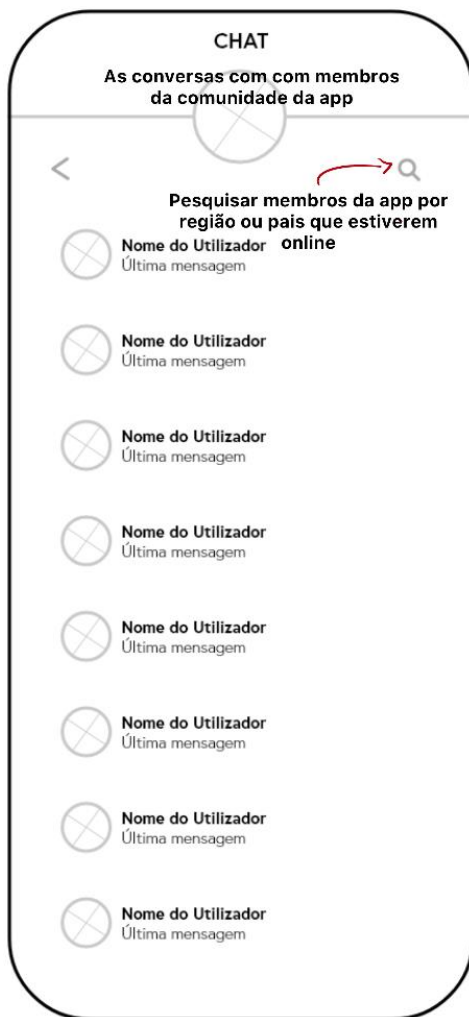 CHAT
As conversas com com membros
da comunidade da app
Pesquisar membros da app por
região ou pais que estiverem
online
Nome do Utilizador
Última mensagem
Nome do Utilizador
Última mensagem
Nome do Utilizador
Última mensagem
Nome do Utilizador
Última mensagem
Nome do Utilizador
Última mensagem
Nome do Utilizador
Última mensagem
Nome do Utilizador
Última mensagem
Nome do Utilizador
Última mensagem